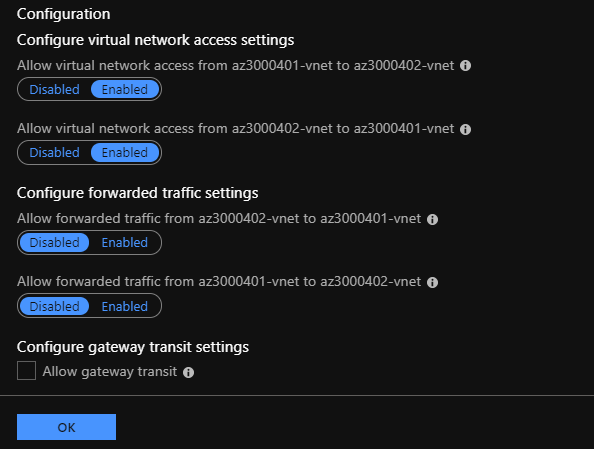 Configuration
Configure virtual network access settings
Allow virtual network access from az3000401-vnet to az3000402-vnet
Disabled Enabled
Allow virtual network access from az3000402-vnet to az3000401-vnet
Disabled Enabled
Configure forwarded traffic settings
Allow forwarded traffic from az3000402-vnet to az3000401-vnet
Disabled Enabled
Allow forwarded traffic from az3000401-vnet to az3000402-vnet
Disabled Enabled
Configure gateway transit settings
Allow gateway transit
OK